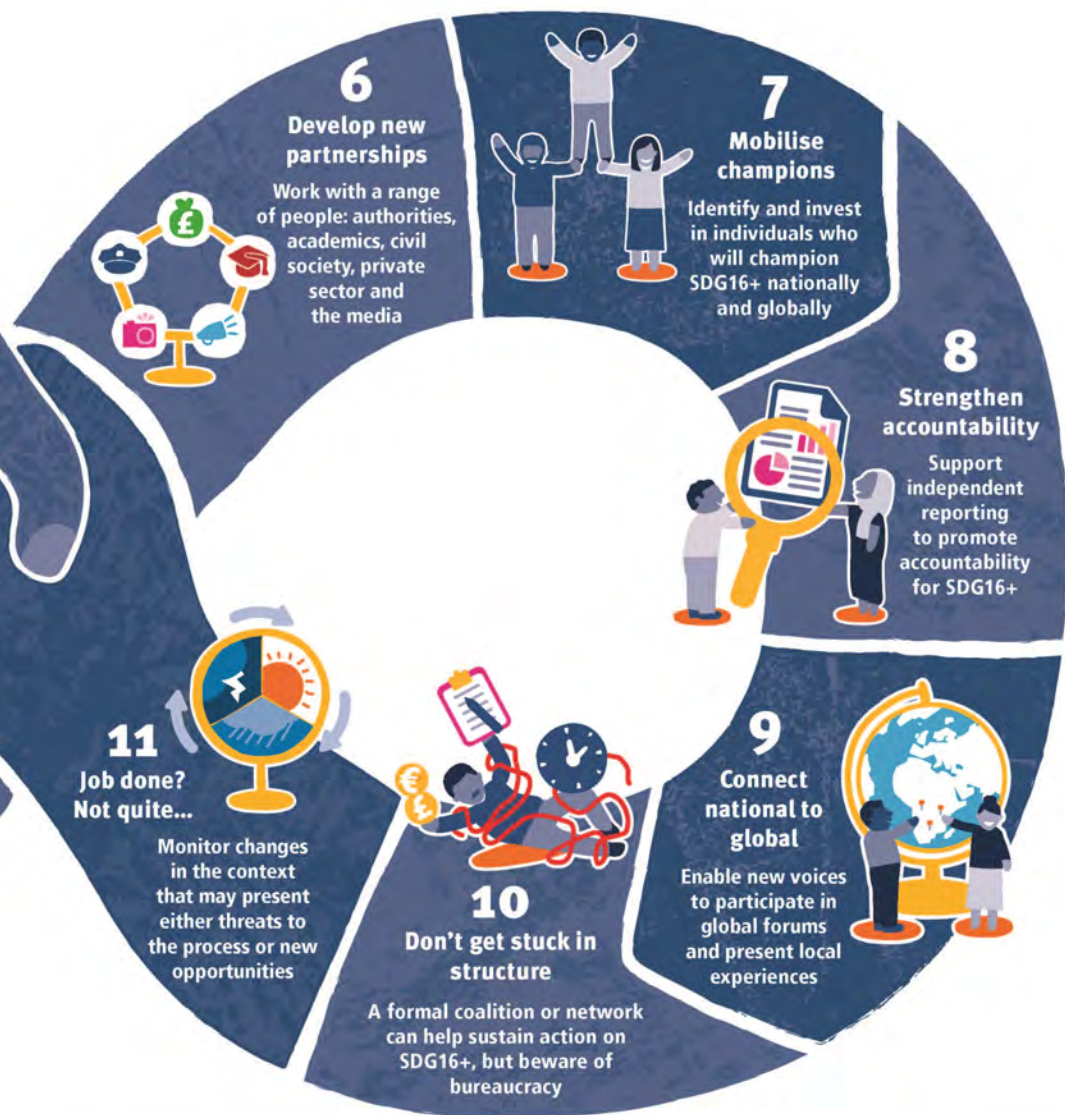 6
Develop new
partnerships
Work with a range
of people: authorities,
academics, civil
society, private
sector and
the media
£
7
Mobilise
champions
Identify and invest
in individuals who
will champion
SDG16+ nationally
and globally
8
Strengthen
accountability
Support
independent
reporting
to promote
accountability
for SDG16+
9
Connect
national to
global
Enable new voices
to participate in
global forums
and present local
experiences
10
Don’t get stuck in
structure
A formal coalition or network
can help sustain action on
SDG16+, but beware of
bureaucracy
€
£
11
Job done?
Not quite...
Monitor changes
in the context
that may present
either threats to
the process or new
opportunities